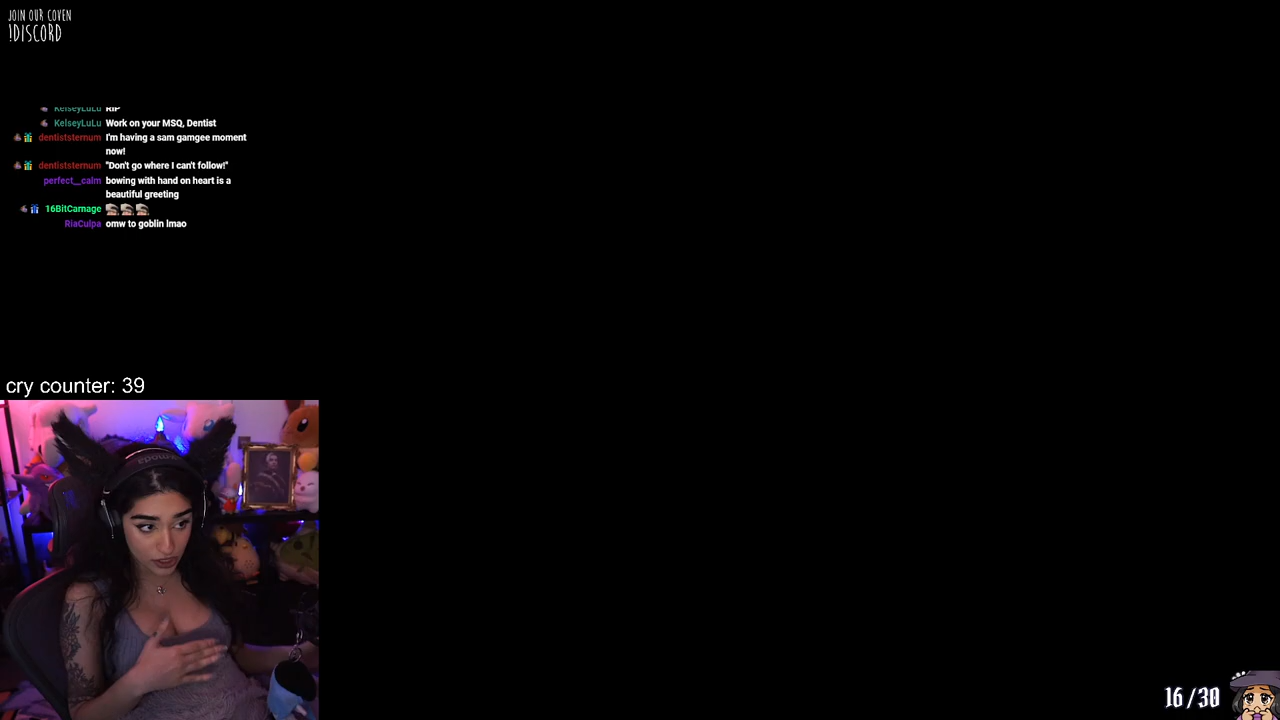 JOIN OUR COVEN
!DISCORD
KelseyLuLu RIP
KelseyLuLu Work on your MSQ, Dentist
dentiststernum I'm having a sam gamgee moment
now!
dentiststernum "Don't go where I can't follow!"
perfect__calm bowing with hand on heart is a
beautiful greeting
16BitCarnage
RiaCulpa omw to goblin lmao
cry counter: 39
16/30